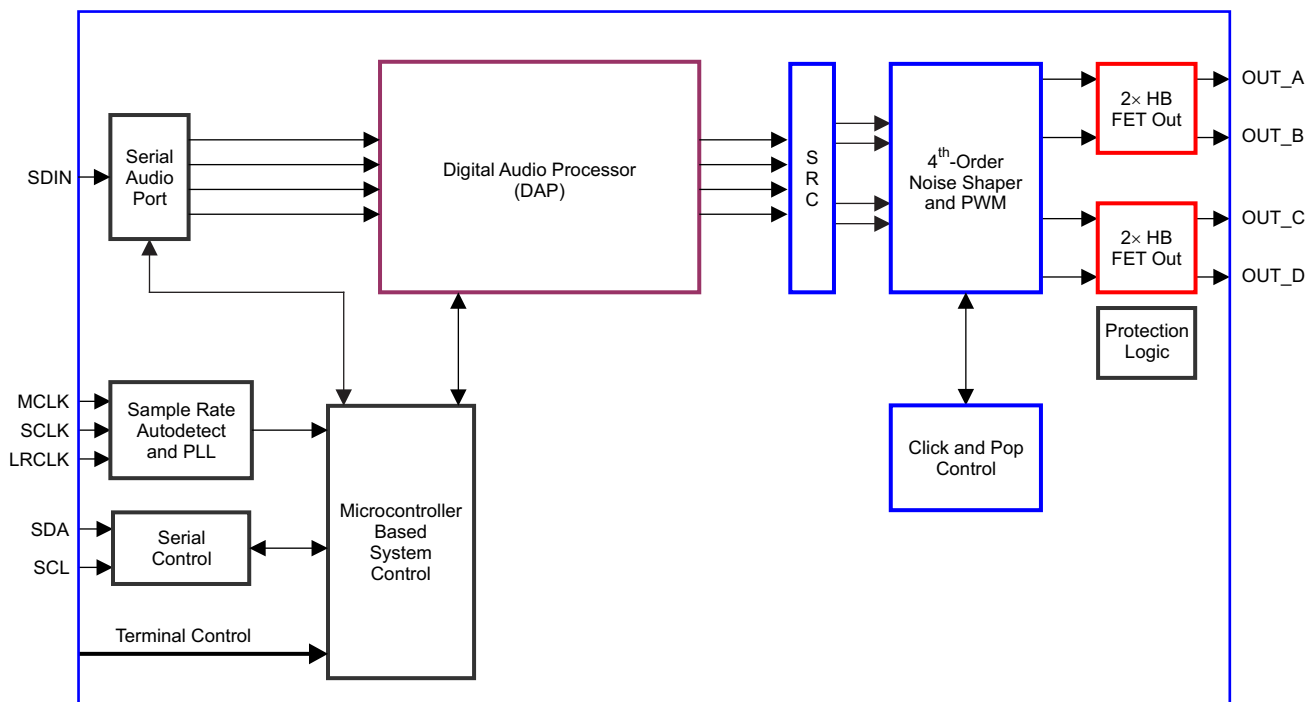 SDIN
Serial
Audio
Port
Digital Audio Processor
(DAP)
S
R
C
4th-Order
Noise Shaper
and PWM
2× HB
FET Out
OUT_A
OUT_B
2× HB
FET Out
OUT_C
OUT_D
Protection
Logic
MCLK
SCLK
LRCLK
Sample Rate
Autodetect
and PLL
SDA
SCL
Serial
Control
Microcontroller
Based
System
Control
Click and Pop
Control
Terminal Control